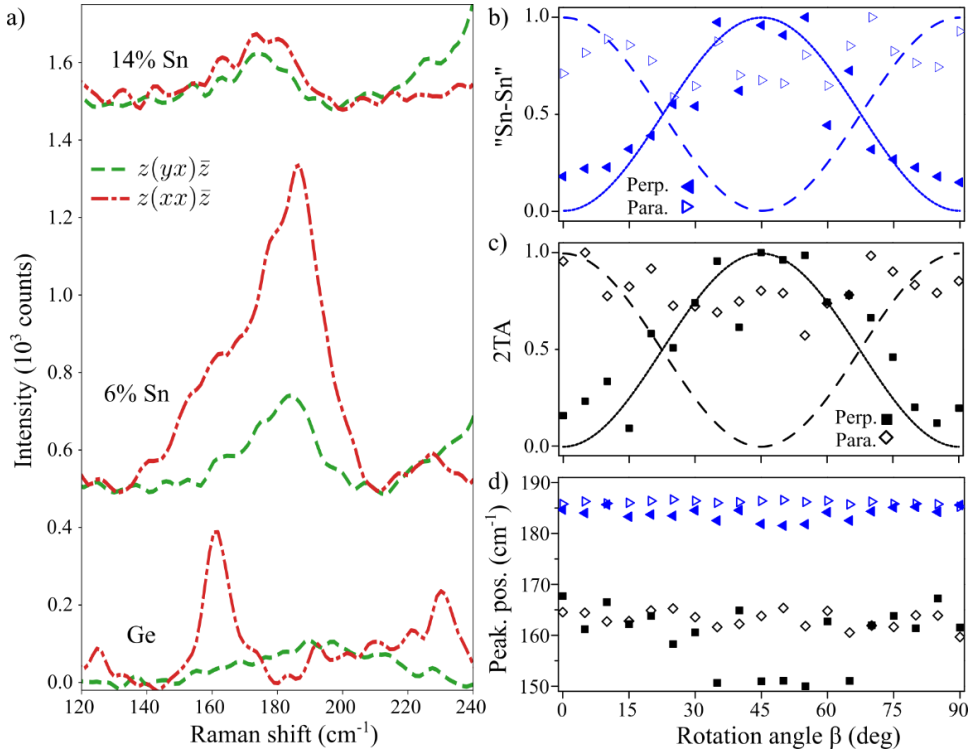 a)
14% Sn
z(yx)z̄
z(xx)z̄
6% Sn
Ge
Intensity (10³ counts)
1.6
1.4
1.2
1.0
0.8
0.6
0.4
0.2
0.0
120 140 160 180 200 220 240
Raman shift (cm⁻¹)
b)
"Sn-Sn"
1.0
0.5
0.0
Perp.
Para.
c)
2TA
1.0
0.5
0.0
Perp.
Para.
d)
Peak. pos. (cm⁻¹)
190
180
170
160
150
0 15 30 45 60 75 90
Rotation angle β (deg)